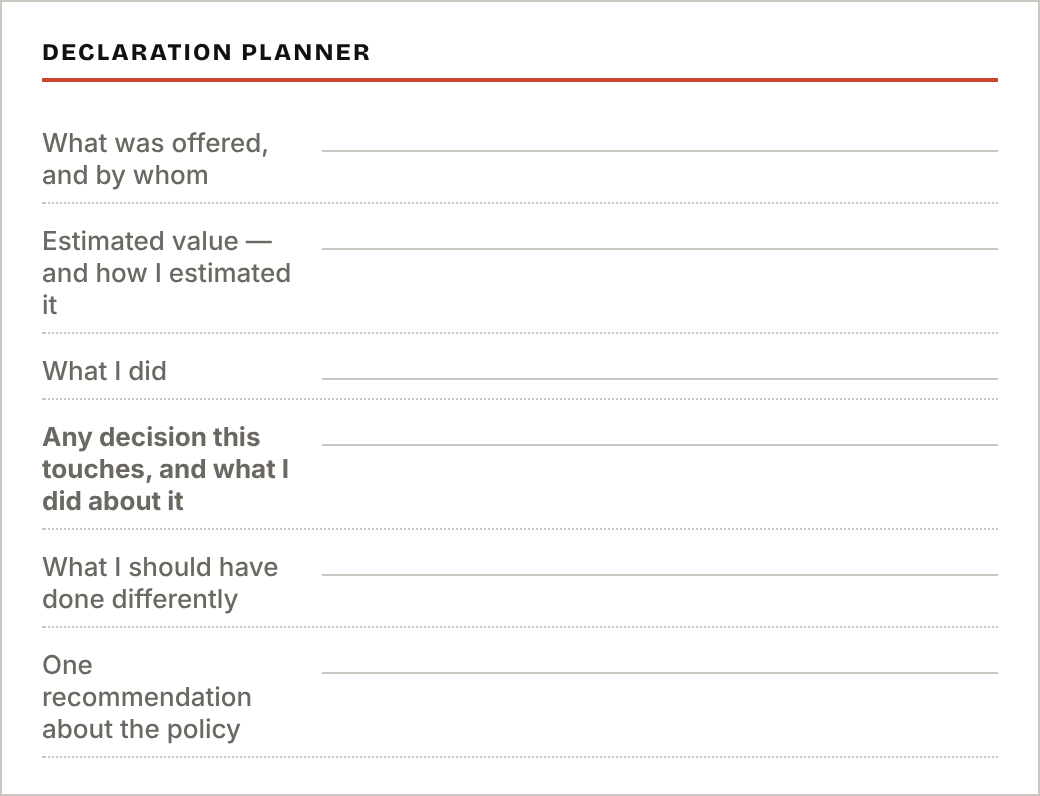 DECLARATION PLANNER
What was offered,
and by whom
Estimated value —
and how I estimated
it
What I did
Any decision this
touches, and what I
did about it
What I should have
done differently
One
recommendation
about the policy